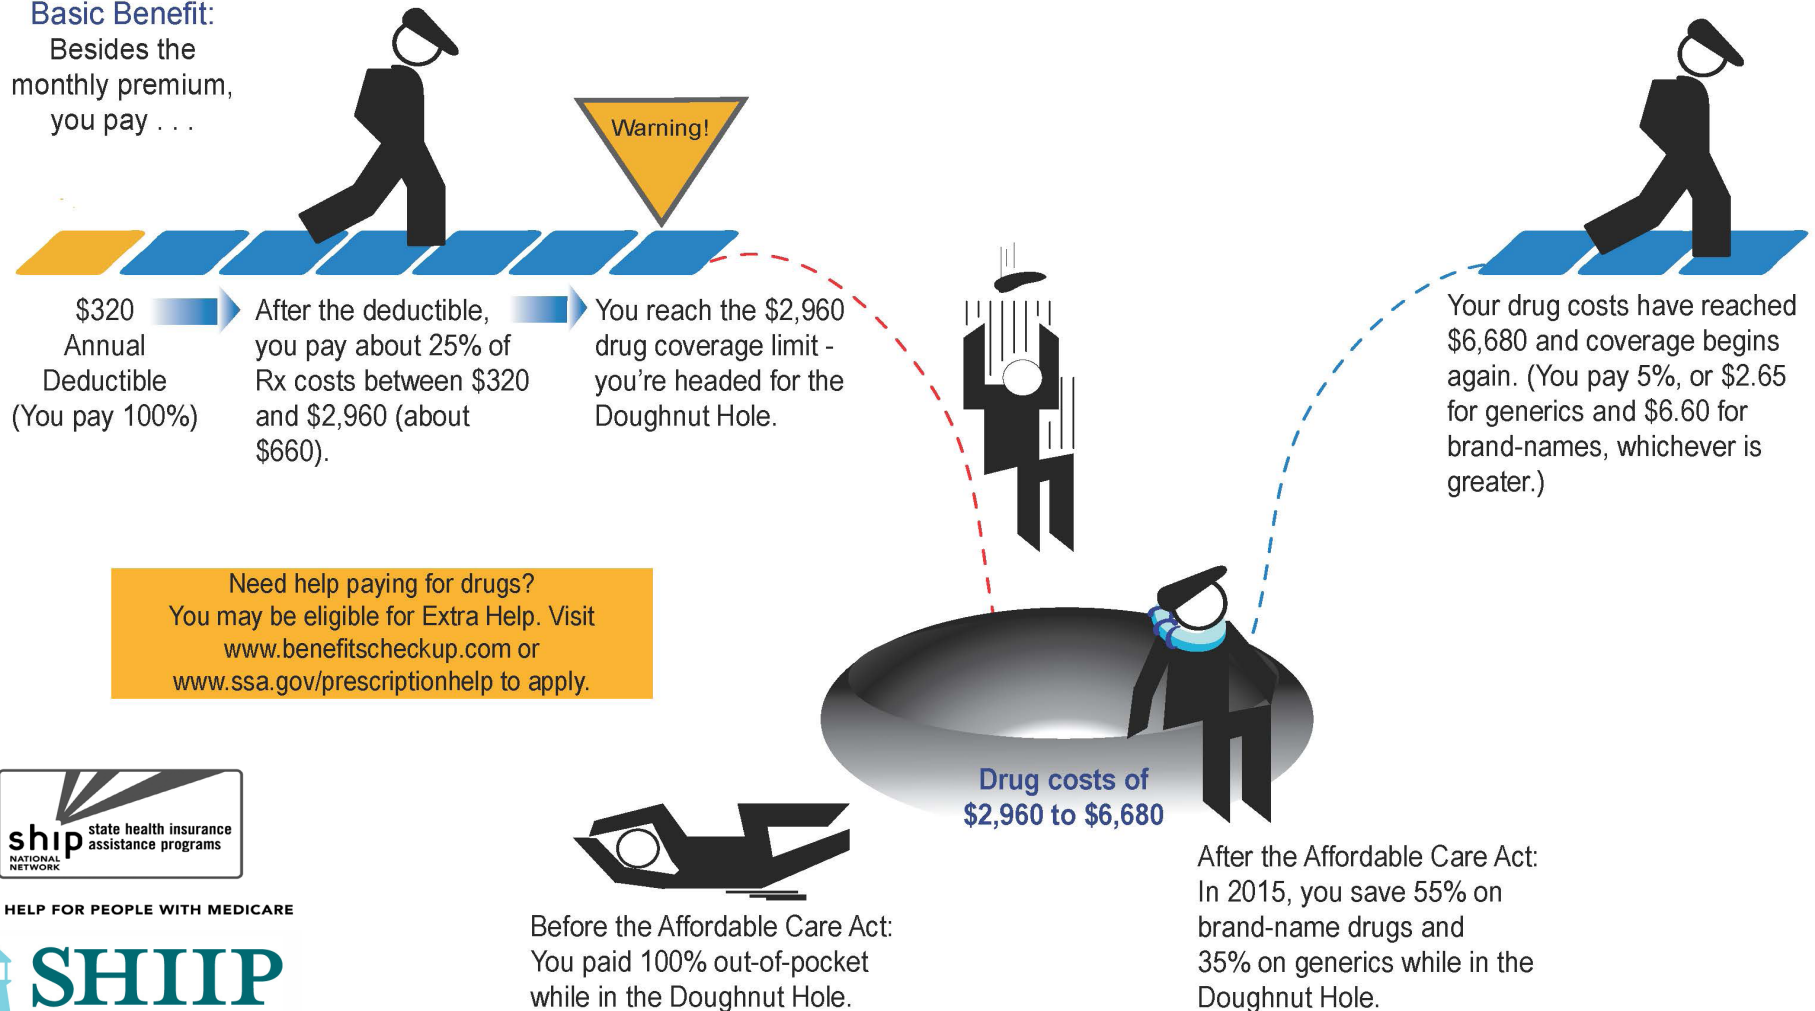 Basic Benefit:
Besides the
monthly premium,
you pay . . .
Warning!
$320
Annual
Deductible
(You pay 100%)
After the deductible,
you pay about 25% of
Rx costs between $320
and $2,960 (about
$660).
You reach the $2,960
drug coverage limit -
you're headed for the
Doughnut Hole.
Your drug costs have reached
$6,680 and coverage begins
again. (You pay 5%, or $2.65
for generics and $6.60 for
brand-names, whichever is
greater.)
Need help paying for drugs?
You may be eligible for Extra Help. Visit
www.benefitscheckup.com or
www.ssa.gov/prescriptionhelp to apply.
Drug costs of
$2,960 to $6,680
Before the Affordable Care Act:
You paid 100% out-of-pocket
while in the Doughnut Hole.
After the Affordable Care Act:
In 2015, you save 55% on
brand-name drugs and
35% on generics while in the
Doughnut Hole.
ship
NATIONAL
NETWORK
state health insurance
assistance programs
HELP FOR PEOPLE WITH MEDICARE
SHIIP